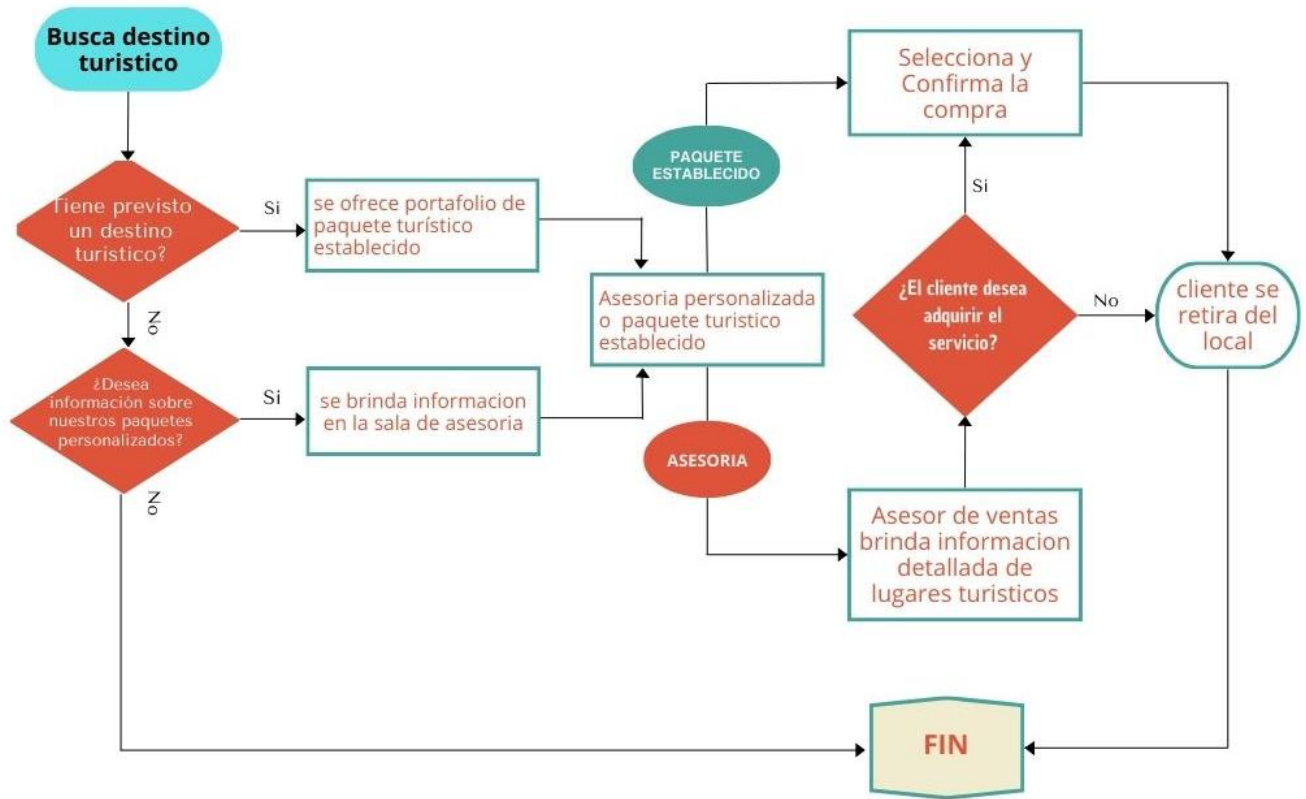 Busca destino
turistico
Tiene previsto
un destino
turistico?
Si
se ofrece portafolio de
paquete turístico
establecido
No
¿Desea
información sobre
nuestros paquetes
personalizados?
Si
se brinda informacion
en la sala de asesoria
No
Asesoria personalizada
o paquete turistico
establecido
PAQUETE
ESTABLECIDO
ASESORIA
Selecciona y
Confirma la
compra
Si
¿El cliente desea
adquirir el
servicio?
No
cliente se
retira del
local
Asesor de ventas
brinda informacion
detallada de
lugares turisticos
FIN